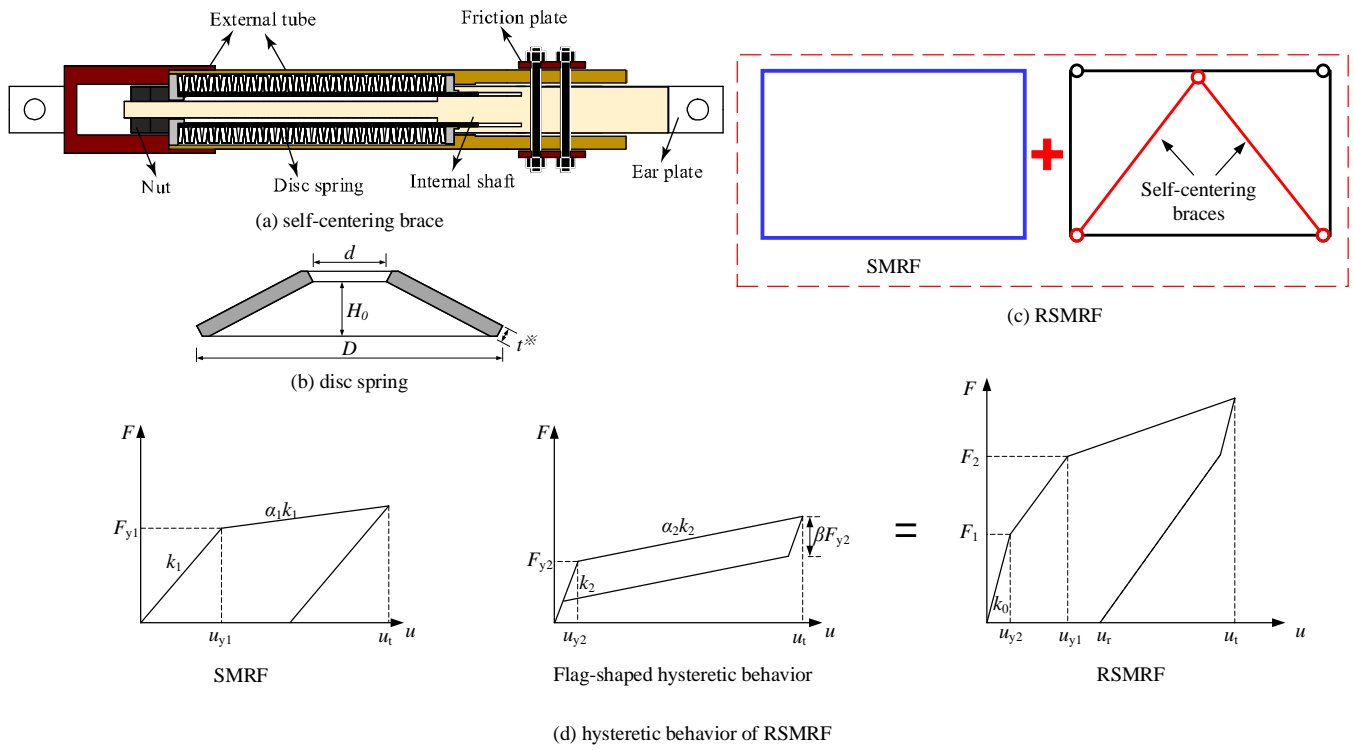 External tube
Friction plate
Nut
Disc spring
Internal shaft
Ear plate
(a) self-centering brace
d
H₀
t※
D
(b) disc spring
SMRF
Self-centering
braces
(c) RSMRF
F
Fy1
k₁
α₁k₁
uy1
ut
u
SMRF
F
Fy2
k₂
α₂k₂
βFy2
uy2
ut
u
Flag-shaped hysteretic behavior
=
F
F₂
F₁
k₀
uy2
uy1
ur
ut
u
RSMRF
(d) hysteretic behavior of RSMRF